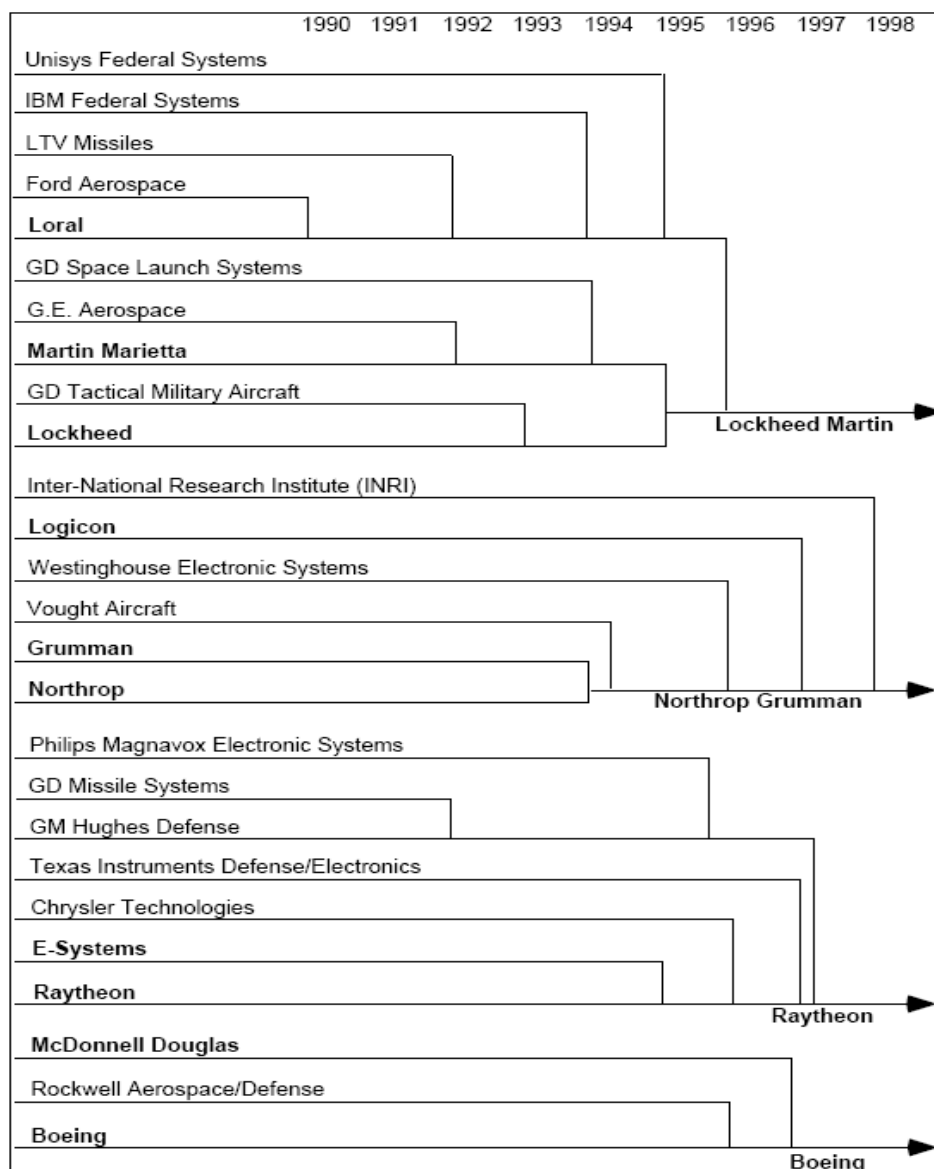 1990 1991 1992 1993 1994 1995 1996 1997 1998
Unisys Federal Systems
IBM Federal Systems
LTV Missiles
Ford Aerospace
Loral
GD Space Launch Systems
G.E. Aerospace
Martin Marietta
GD Tactical Military Aircraft
Lockheed Martin
Lockheed
Inter-National Research Institute (INRI)
Logicon
Westinghouse Electronic Systems
Vought Aircraft
Grumman
Northrop
Northrop Grumman
Philips Magnavox Electronic Systems
GD Missile Systems
GM Hughes Defense
Texas Instruments Defense/Electronics
Chrysler Technologies
E-Systems
Raytheon
Raytheon
McDonnell Douglas
Rockwell Aerospace/Defense
Boeing
Boeing